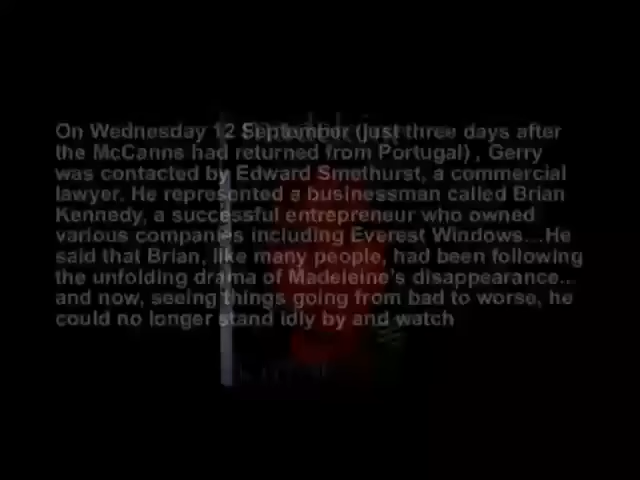 On Wednesday 12 September (just three days after
the McCanns had returned from Portugal) , Gerry
was contacted by Edward Smethurst, a commercial
lawyer. He represented a businessman called Brian
Kennedy, a successful entrepreneur who owned
various companies including Everest Windows....He
said that Brian, like many people, had been following
the unfolding drama of Madeleine's disappearance...
and now, seeing things going from bad to worse, he
could no longer stand idly by and watch